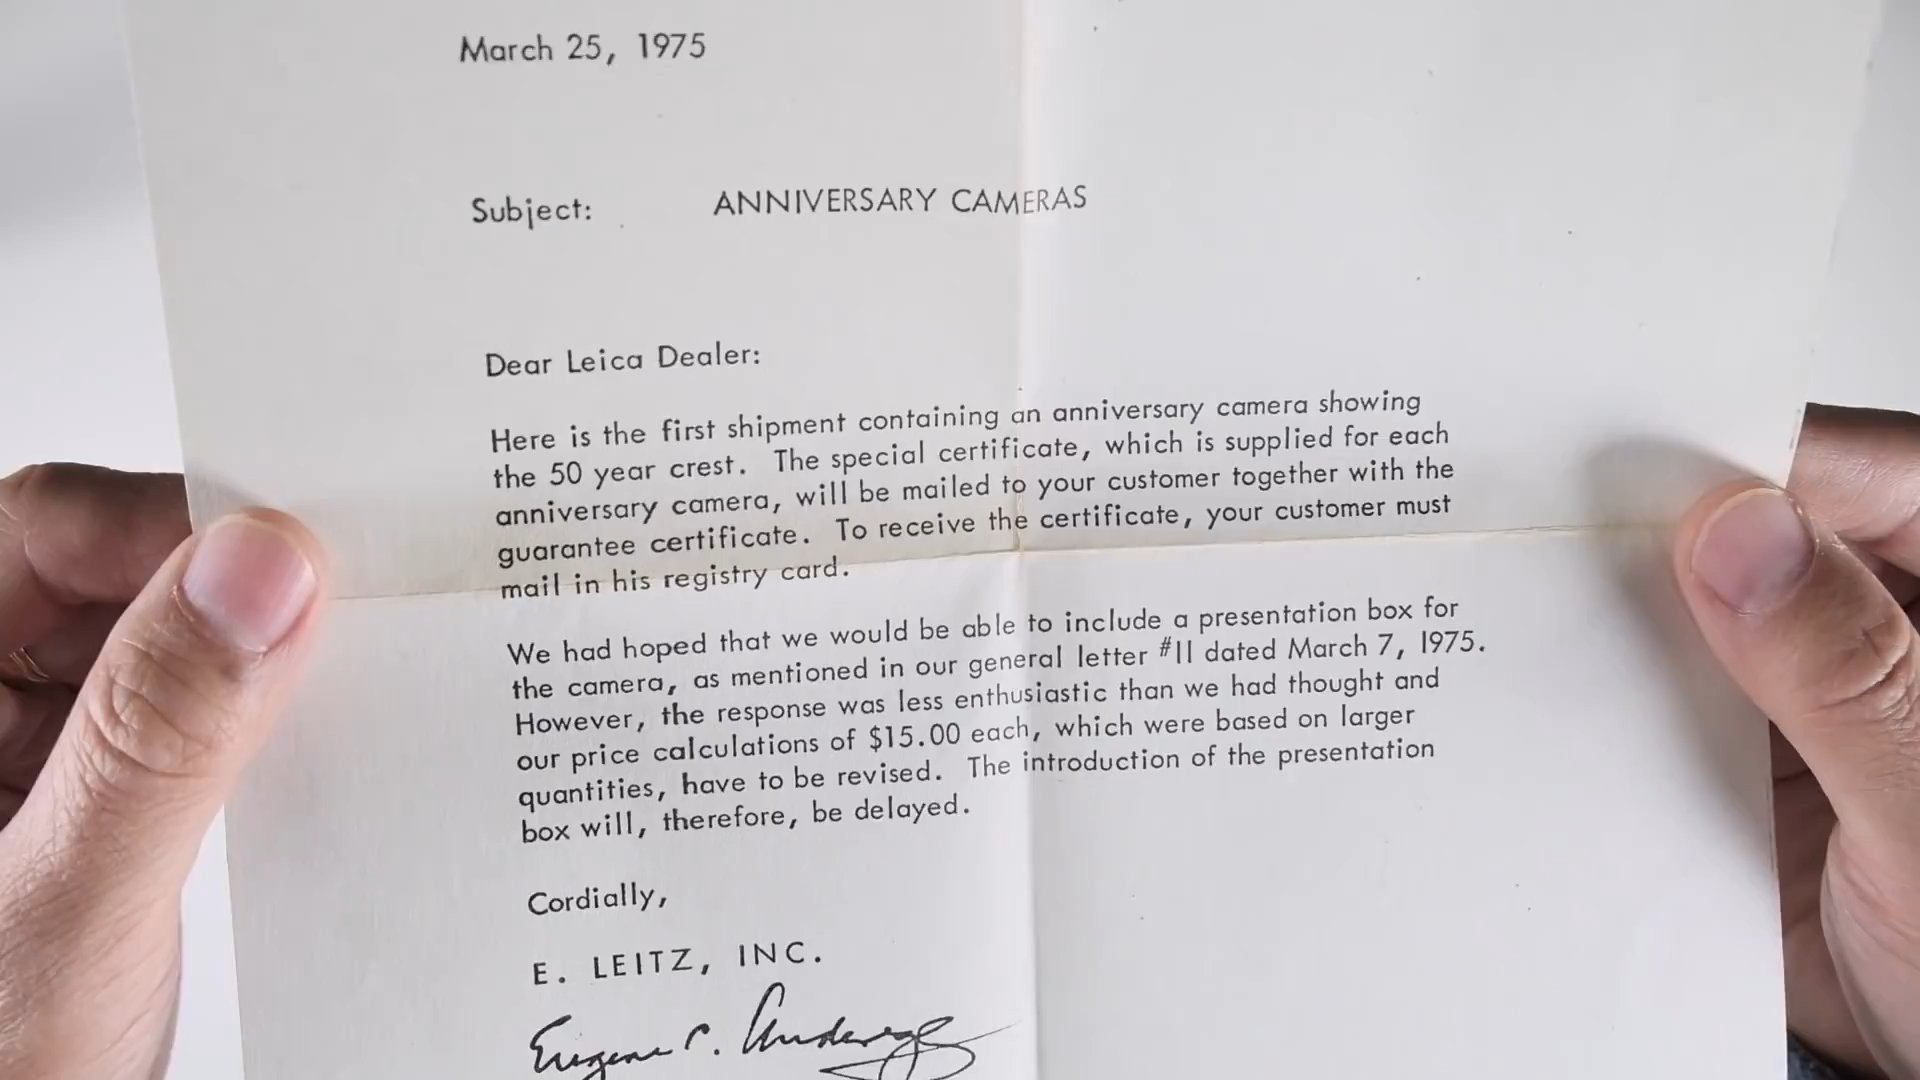 March 25, 1975
Subject: ANNIVERSARY CAMERAS
Dear Leica Dealer:
Here is the first shipment containing an anniversary camera showing
the 50 year crest. The special certificate, which is supplied for each
anniversary camera, will be mailed to your customer together with the
guarantee certificate. To receive the certificate, your customer must
mail in his registry card.
We had hoped that we would be able to include a presentation box for
the camera, as mentioned in our general letter #11 dated March 7, 1975.
However, the response was less enthusiastic than we had thought and
our price calculations of $15.00 each, which were based on larger
quantities, have to be revised. The introduction of the presentation
box will, therefore, be delayed.
Cordially,
E. LEITZ, INC.
Eugene C.